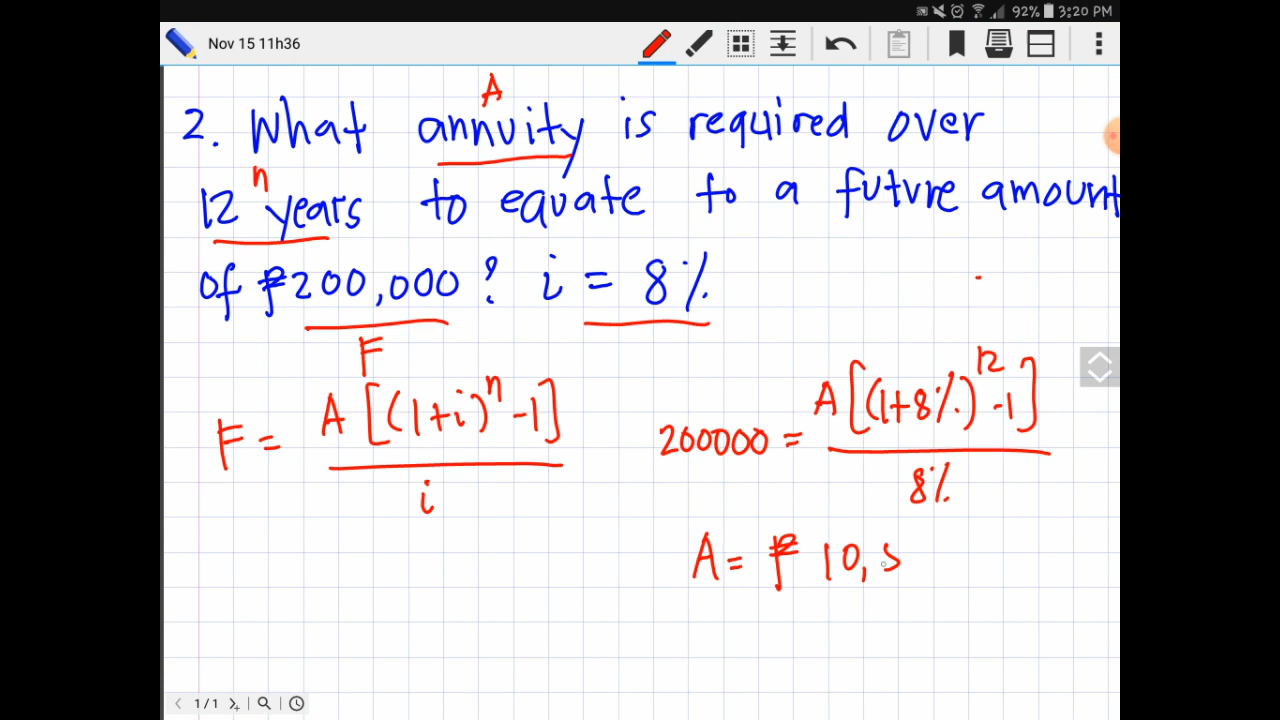 92% 3:20 PM
Nov 15 11h36
A
2. What annuity is required over
n
12 years to equate to a future amount
of ₱200,000? i = 8%
F
F = A[(1+i)^n -1]
i
200000 = A[(1+8%)^12 -1]
8%
A = ₱ 10, s
1/1